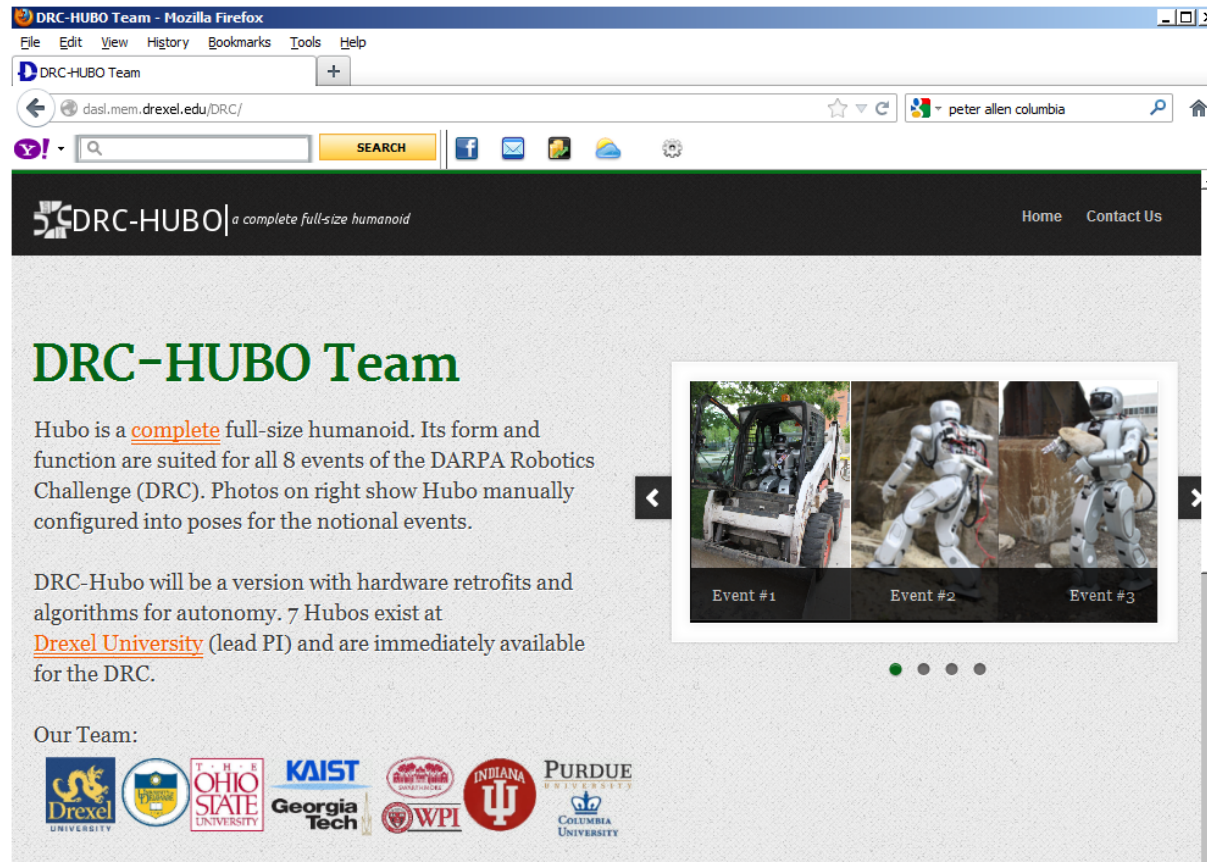 DRC-HUBO Team - Mozilla Firefox
File Edit View History Bookmarks Tools Help
DRC-HUBO Team +
dasl.mem.drexel.edu/DRC/
peter allen columbia
Y! SEARCH
DRC-HUBO a complete full-size humanoid
Home Contact Us
DRC-HUBO Team
Hubo is a complete full-size humanoid. Its form and
function are suited for all 8 events of the DARPA Robotics
Challenge (DRC). Photos on right show Hubo manually
configured into poses for the notional events.
DRC-Hubo will be a version with hardware retrofits and
algorithms for autonomy. 7 Hubos exist at
Drexel University (lead PI) and are immediately available
for the DRC.
Event #1 Event #2 Event #3
Our Team:
Drexel
UNIVERSITY
T · H · E
OHIO
STATE
UNIVERSITY
KAIST
Georgia
Tech
SWARTHMORE
WPI
INDIANA
PURDUE
UNIVERSITY
COLUMBIA
UNIVERSITY